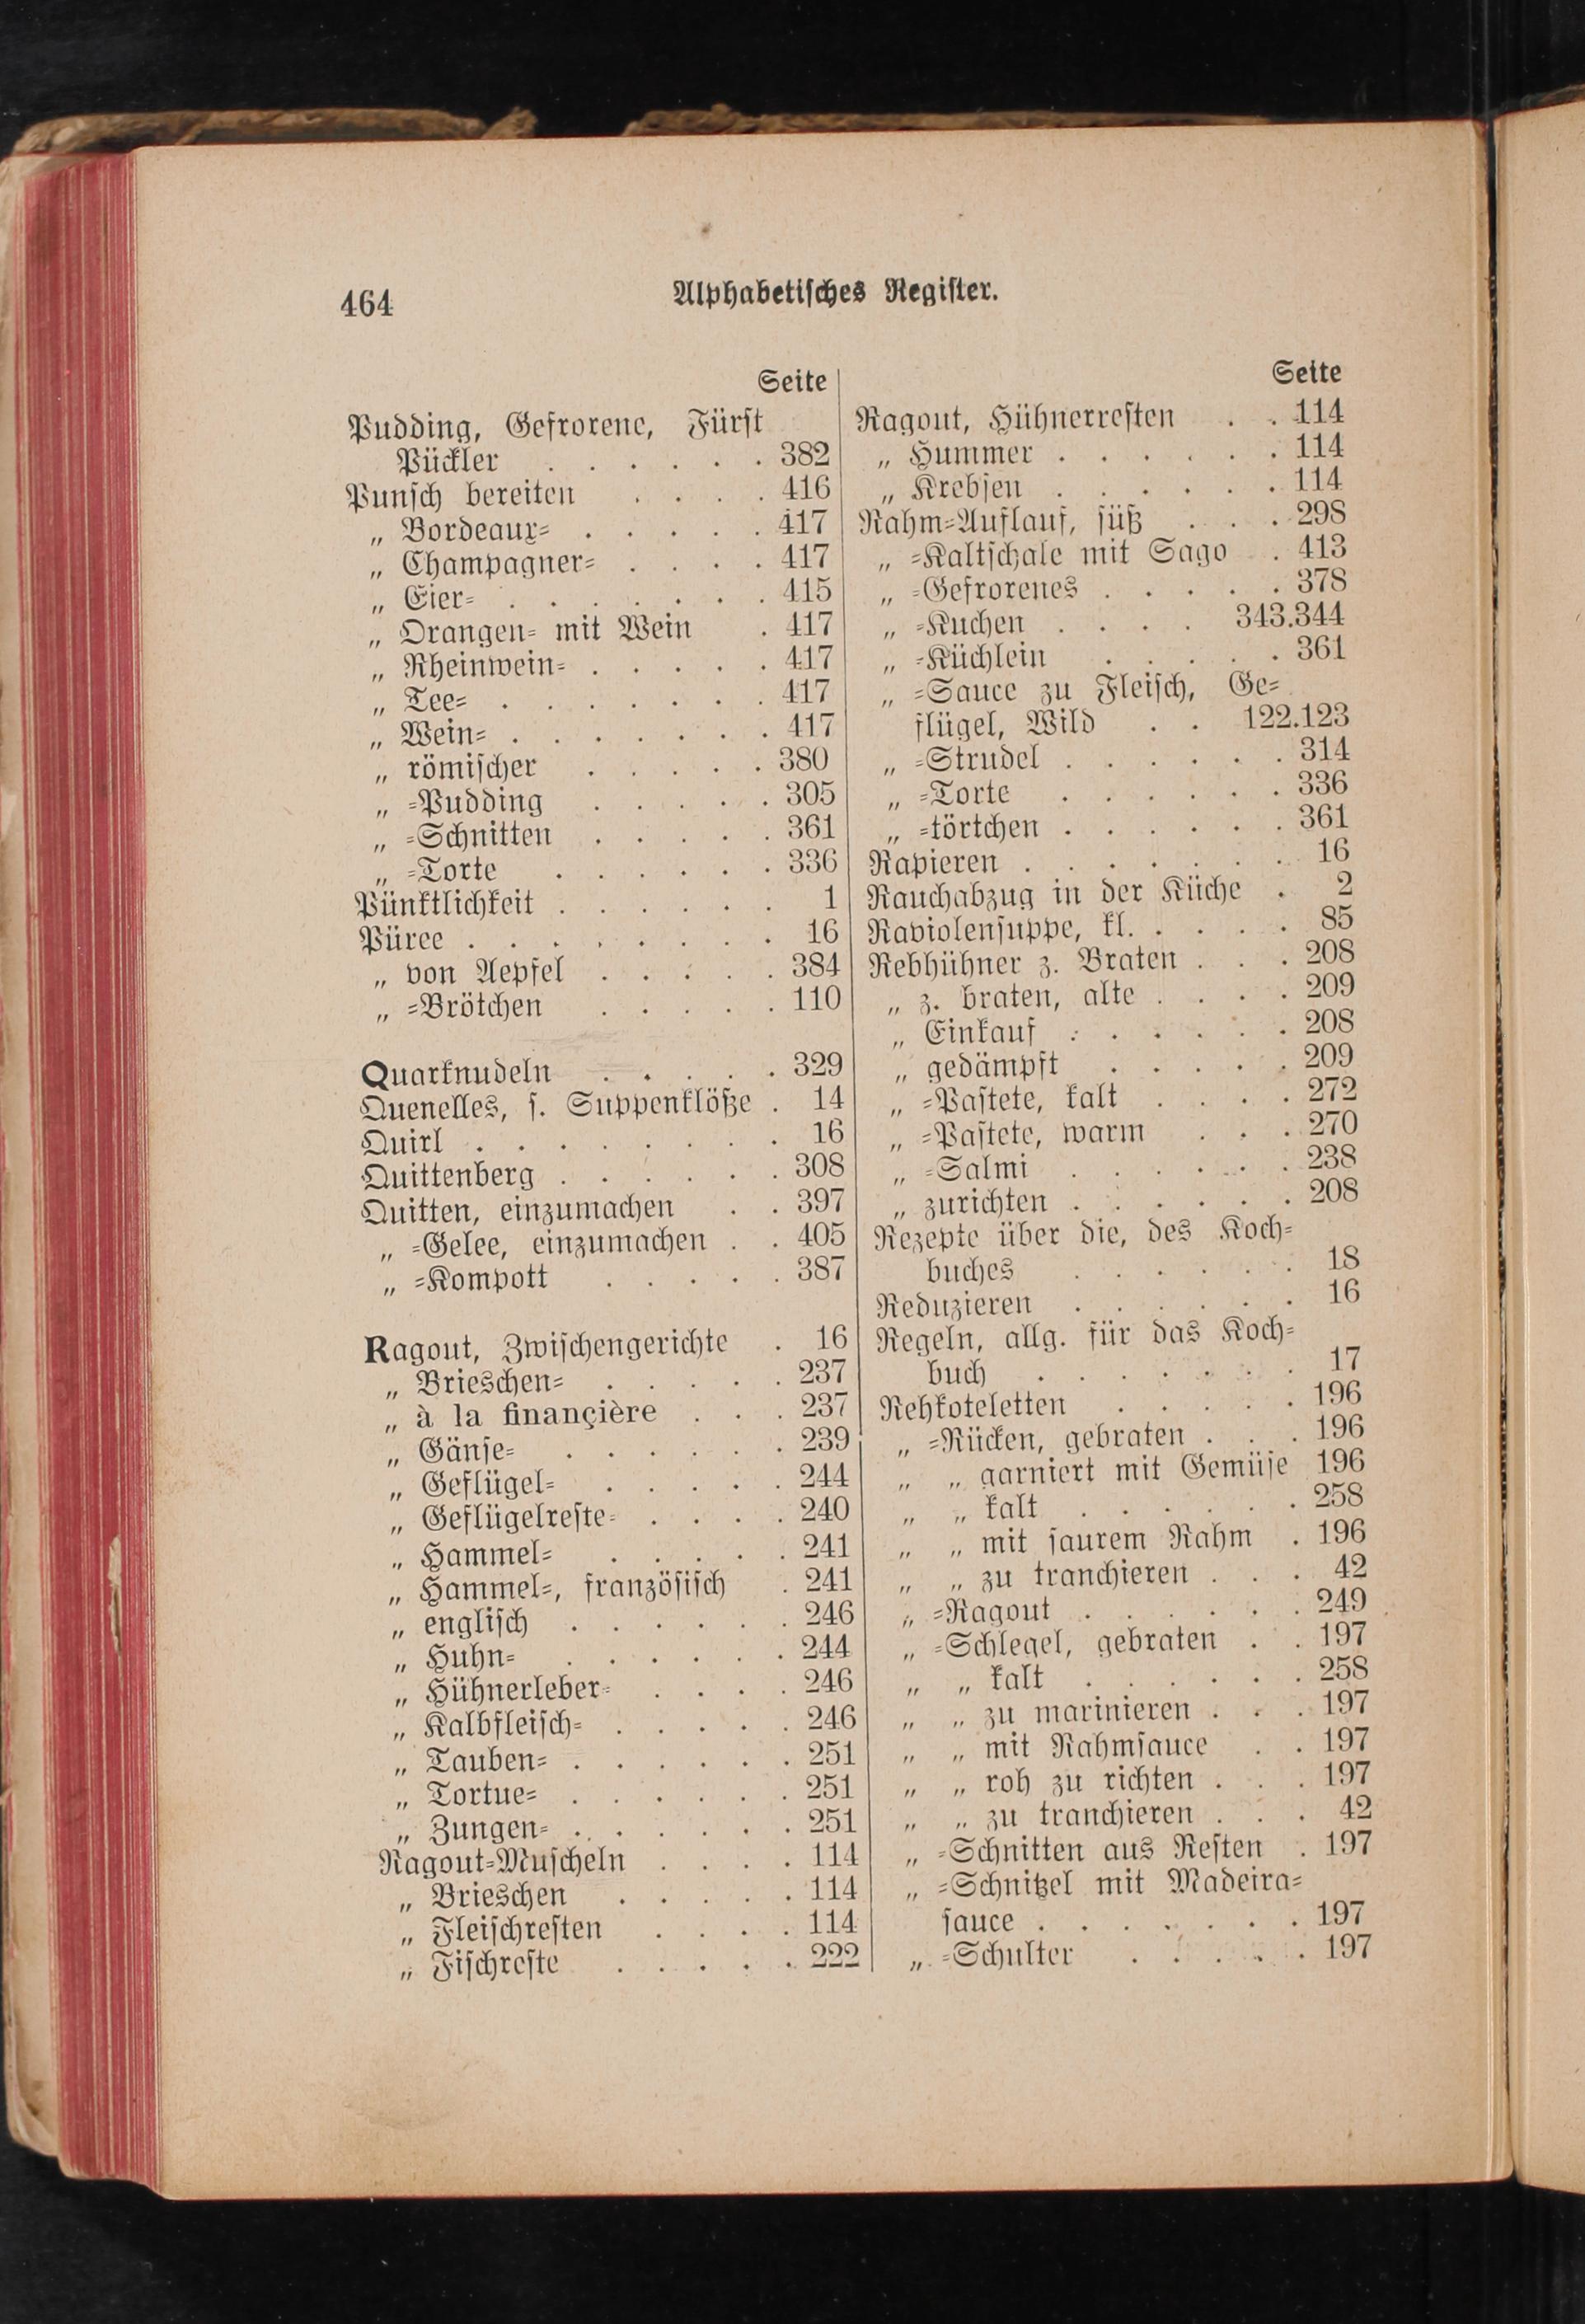 464
Alphabetisches Register.
Seite
Pudding, Gefrorene, Fürst
Pückler . . . . . . 382
Punsch bereiten . . . . 416
„ Bordeaux= . . . . . 417
„ Champagner= . . . . 417
„ Eier= . . . . . . . 415
„ Orangen= mit Wein . 417
„ Rheinwein= . . . . . 417
„ Tee= . . . . . . . 417
„ Wein= . . . . . . . 417
„ römischer . . . . . 380
„ =Pudding . . . . . 305
„ =Schnitten . . . . . 361
„ =Torte . . . . . . 336
Pünktlichkeit . . . . . . 1
Püree . . . . . . . . 16
„ von Aepfel . . . . . 384
„ =Brötchen . . . . . 110
Quarknudeln . . . . . 329
Quenelles, s. Suppenklöße . 14
Quirl . . . . . . . . 16
Quittenberg . . . . . . 308
Quitten, einzumachen . . 397
„ =Gelee, einzumachen . . 405
„ =Kompott . . . . . 387
Ragout, Zwischengerichte . 16
„ Brieschen= . . . . . 237
„ à la finançière . . . 237
„ Gänse= . . . . . . 239
„ Geflügel= . . . . . 244
„ Geflügelreste= . . . . 240
„ Hammel= . . . . . 241
„ Hammel=, französisch . 241
„ englisch . . . . . . 246
„ Huhn= . . . . . . 244
„ Hühnerleber= . . . . 246
„ Kalbfleisch= . . . . . 246
„ Tauben= . . . . . . 251
„ Tortue= . . . . . . 251
„ Zungen= . . . . . . 251
Ragout=Muscheln . . . . 114
„ Brieschen . . . . . 114
„ Fleischresten . . . . 114
„ Fischreste . . . . . 222
Seite
Ragout, Hühnerresten . . 114
„ Hummer . . . . . . 114
„ Krebsen . . . . . . 114
Rahm=Auflauf, süß . . . 298
„ =Kaltschale mit Sago . 413
„ =Gefrorenes . . . . . 378
„ =Kuchen . . . . 343.344
„ =Küchlein . . . . . 361
„ =Sauce zu Fleisch, Ge=
flügel, Wild . . 122.123
„ =Strudel . . . . . . 314
„ =Torte . . . . . . 336
„ =törtchen . . . . . . 361
Rapieren . . . . . . . 16
Rauchabzug in der Küche . 2
Raviolensuppe, kl. . . . . 85
Rebhühner z. Braten . . . 208
„ z. braten, alte . . . . 209
„ Einkauf . . . . . . 208
„ gedämpft . . . . . 209
„ =Pastete, kalt . . . . 272
„ =Pastete, warm . . . 270
„ =Salmi . . . . . . 238
„ zurichten . . . . . . 208
Rezepte über die, des Koch=
buches . . . . . . 18
Reduzieren . . . . . . 16
Regeln, allg. für das Koch=
buch . . . . . . . 17
Rehkoteletten . . . . . 196
„ =Rücken, gebraten . . . 196
„ „ garniert mit Gemüse 196
„ „ kalt . . . . . . 258
„ „ mit saurem Rahm . 196
„ „ zu tranchieren . . . 42
„ =Ragout . . . . . . 249
„ =Schlegel, gebraten . . 197
„ „ kalt . . . . . . 258
„ „ zu marinieren . . . 197
„ „ mit Rahmsauce . . 197
„ „ roh zu richten . . . 197
„ „ zu tranchieren . . . 42
„ =Schnitten aus Resten . 197
„ =Schnitzel mit Madeira=
sauce . . . . . . . 197
„ =Schulter . . . . . 197